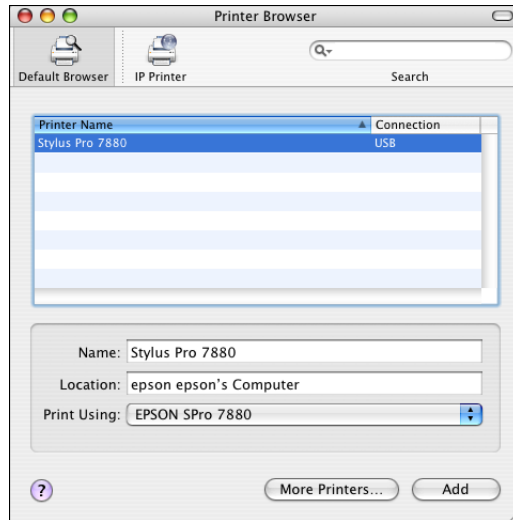 Printer Browser
Default Browser
IP Printer
Search
Printer Name Connection
Stylus Pro 7880 USB
Name: Stylus Pro 7880
Location: epson epson's Computer
Print Using: EPSON SPro 7880
? More Printers... Add